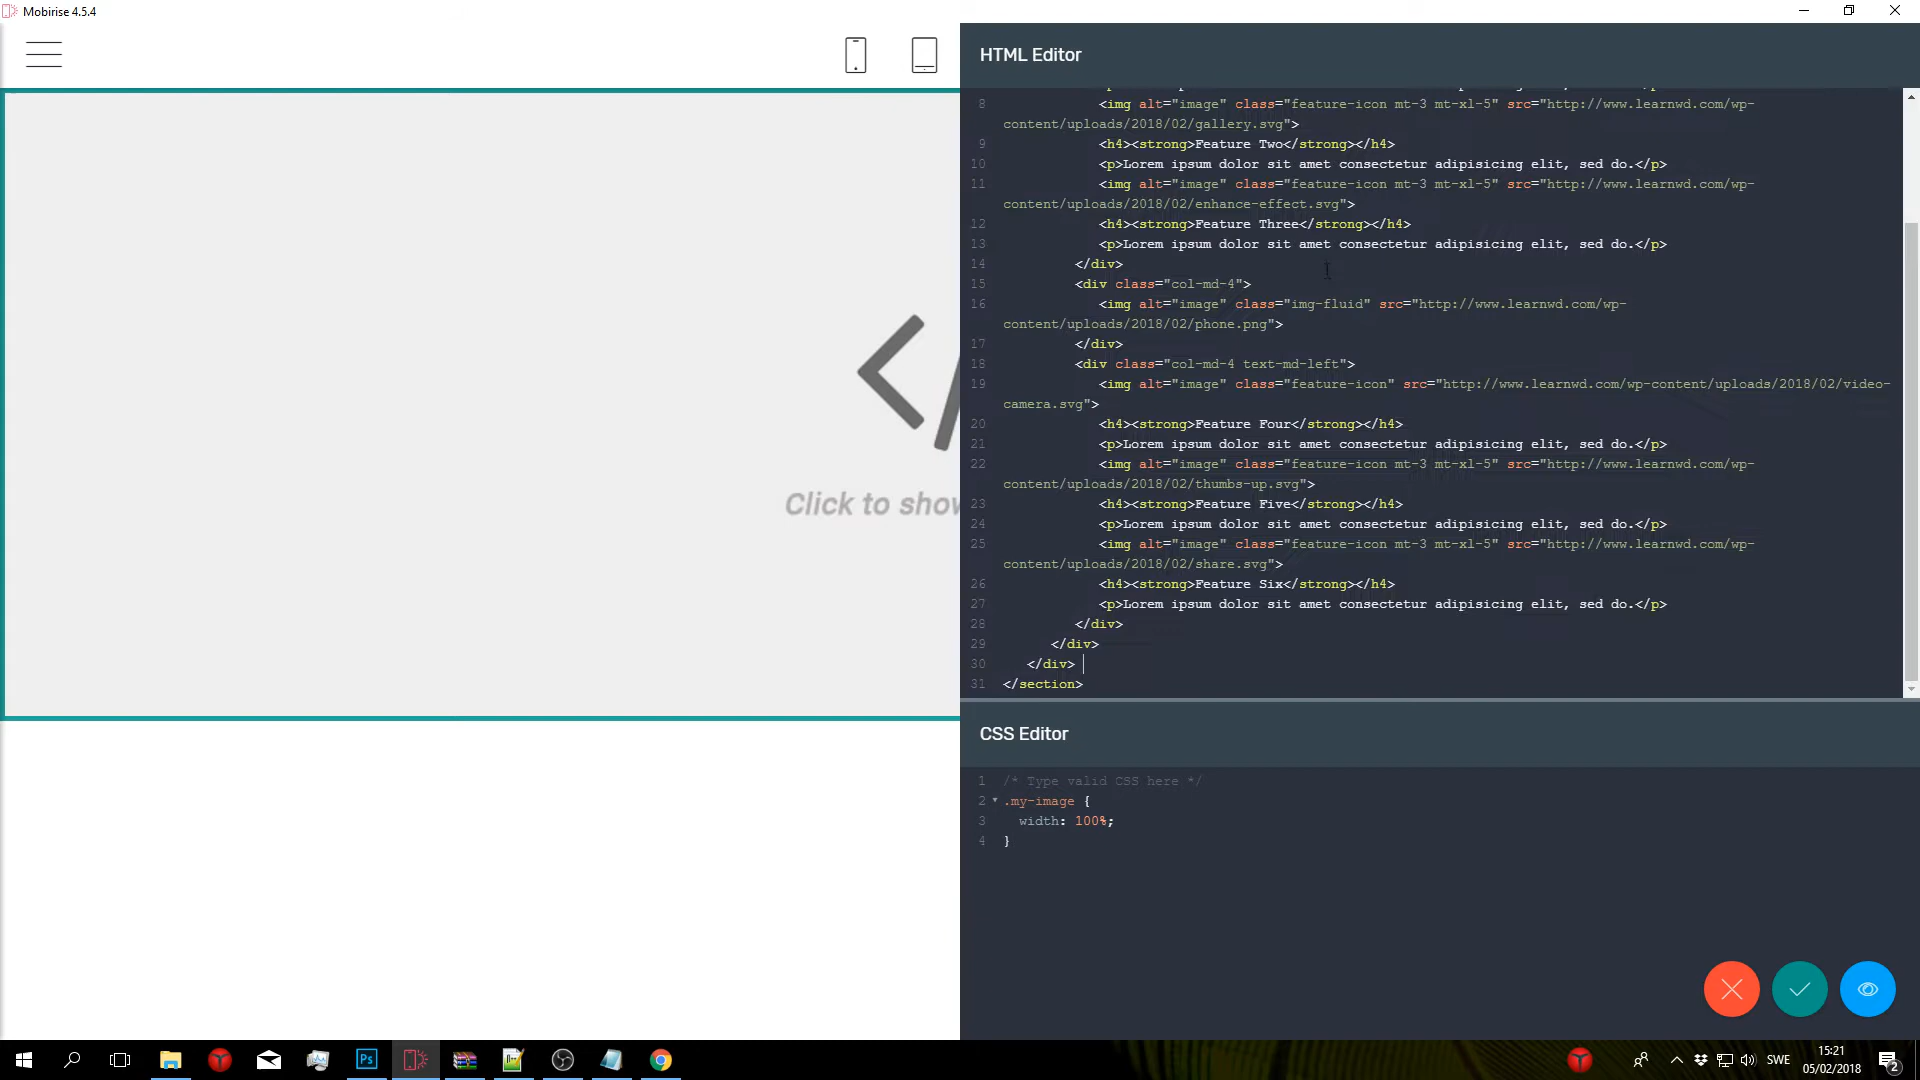 Mobirise 4.5.4
HTML Editor
8 <img alt="image" class="feature-icon mt-3 mt-xl-5" src="http://www.learnwd.com/wp-
content/uploads/2018/02/gallery.svg">
9 <h4><strong>Feature Two</strong></h4>
10 <p>Lorem ipsum dolor sit amet consectetur adipisicing elit, sed do.</p>
11 <img alt="image" class="feature-icon mt-3 mt-xl-5" src="http://www.learnwd.com/wp-
content/uploads/2018/02/enhance-effect.svg">
12 <h4><strong>Feature Three</strong></h4>
13 <p>Lorem ipsum dolor sit amet consectetur adipisicing elit, sed do.</p>
14 </div>
15 <div class="col-md-4">
16 <img alt="image" class="img-fluid" src="http://www.learnwd.com/wp-
content/uploads/2018/02/phone.png">
17 </div>
18 <div class="col-md-4 text-md-left">
19 <img alt="image" class="feature-icon" src="http://www.learnwd.com/wp-content/uploads/2018/02/video-
camera.svg">
20 <h4><strong>Feature Four</strong></h4>
21 <p>Lorem ipsum dolor sit amet consectetur adipisicing elit, sed do.</p>
22 <img alt="image" class="feature-icon mt-3 mt-xl-5" src="http://www.learnwd.com/wp-
content/uploads/2018/02/thumbs-up.svg">
23 <h4><strong>Feature Five</strong></h4>
24 <p>Lorem ipsum dolor sit amet consectetur adipisicing elit, sed do.</p>
25 <img alt="image" class="feature-icon mt-3 mt-xl-5" src="http://www.learnwd.com/wp-
content/uploads/2018/02/share.svg">
26 <h4><strong>Feature Six</strong></h4>
27 <p>Lorem ipsum dolor sit amet consectetur adipisicing elit, sed do.</p>
28 </div>
29 </div>
30 </div>
31 </section>
</>
Click to show
CSS Editor
1 /* Type valid CSS here */
2 .my-image {
3 width: 100%;
4 }
Ps
SWE
15:21
05/02/2018
2